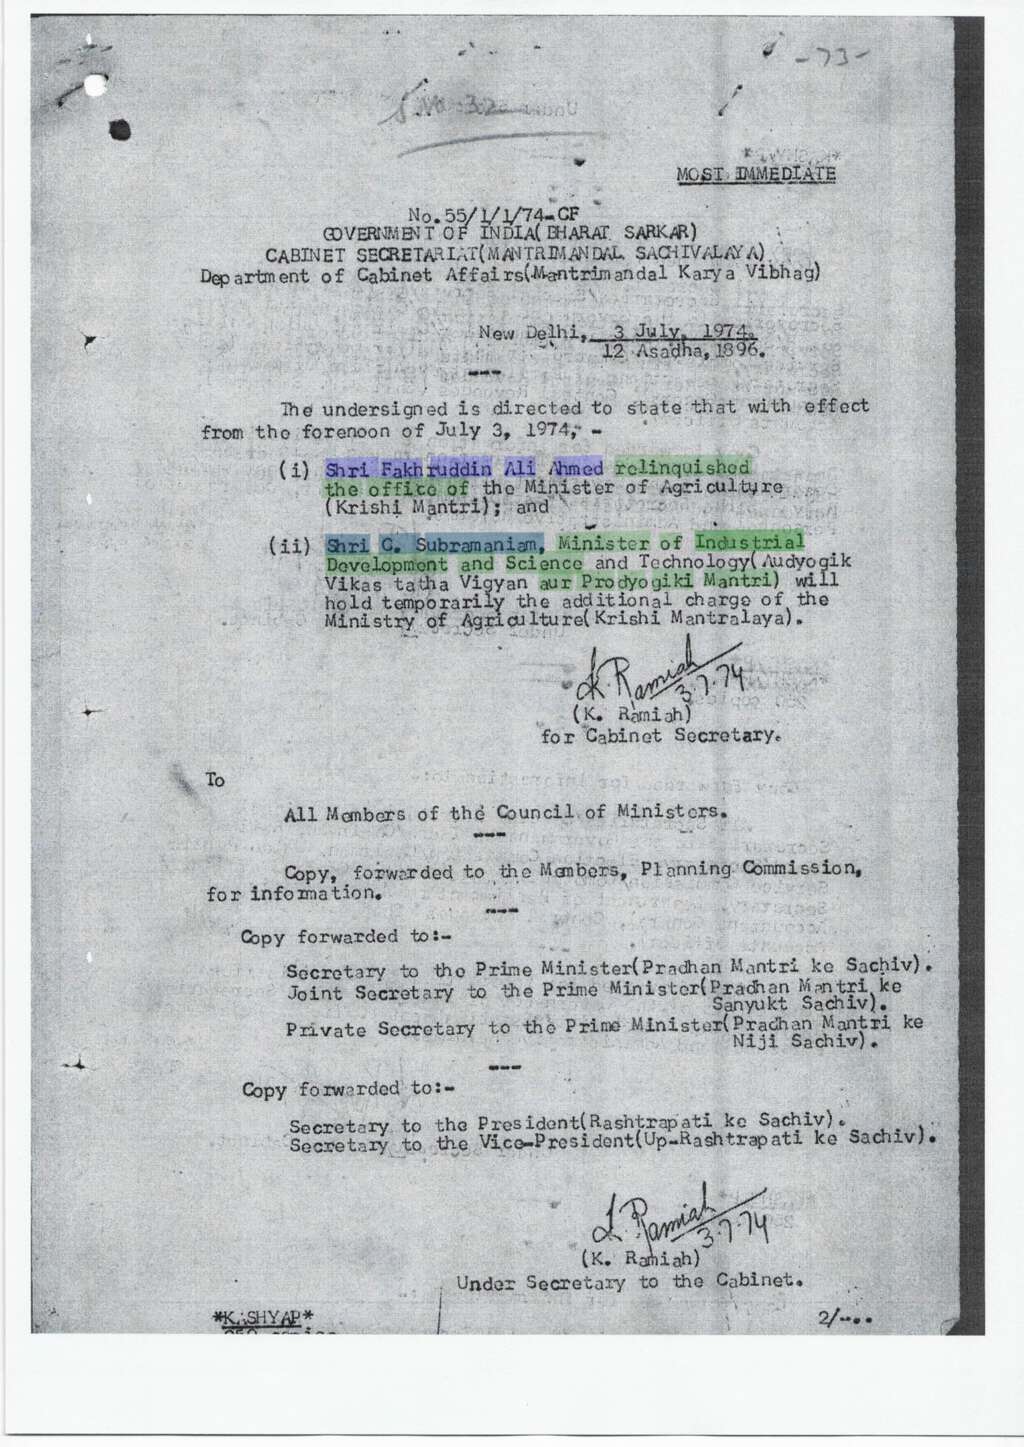 -73-
S.No. 32
MOST IMMEDIATE
No.55/1/1/74-CF
GOVERNMENT OF INDIA(BHARAT SARKAR)
CABINET SECRETARIAT(MANTRIMANDAL SACHIVALAYA)
Department of Cabinet Affairs(Mantrimandal Karya Vibhag)
New Delhi, 3 July, 1974.
12 Asadha, 1896.
---
The undersigned is directed to state that with effect
from the forenoon of July 3, 1974, -
(i) Shri Fakhruddin Ali Ahmed relinquished
the office of the Minister of Agriculture
(Krishi Mantri); and
(ii) Shri C. Subramaniam, Minister of Industrial
Development and Science and Technology(Audyogik
Vikas tatha Vigyan aur Prodyogiki Mantri) will
hold temporarily the additional charge of the
Ministry of Agriculture(Krishi Mantralaya).
K. Ramiah
3.7.74
(K. Ramiah)
for Cabinet Secretary.
To
All Members of the Council of Ministers.
---
Copy, forwarded to the Members, Planning Commission,
for information.
---
Copy forwarded to:-
Secretary to the Prime Minister(Pradhan Mantri ke Sachiv).
Joint Secretary to the Prime Minister(Pradhan Mantri ke
Sanyukt Sachiv).
Private Secretary to the Prime Minister(Pradhan Mantri ke
Niji Sachiv).
---
Copy forwarded to:-
Secretary to the President(Rashtrapati ke Sachiv).
Secretary to the Vice-President(Up-Rashtrapati ke Sachiv).
K. Ramiah
3.7.74
(K. Ramiah)
Under Secretary to the Cabinet.
*KASHYAP*
2/-...